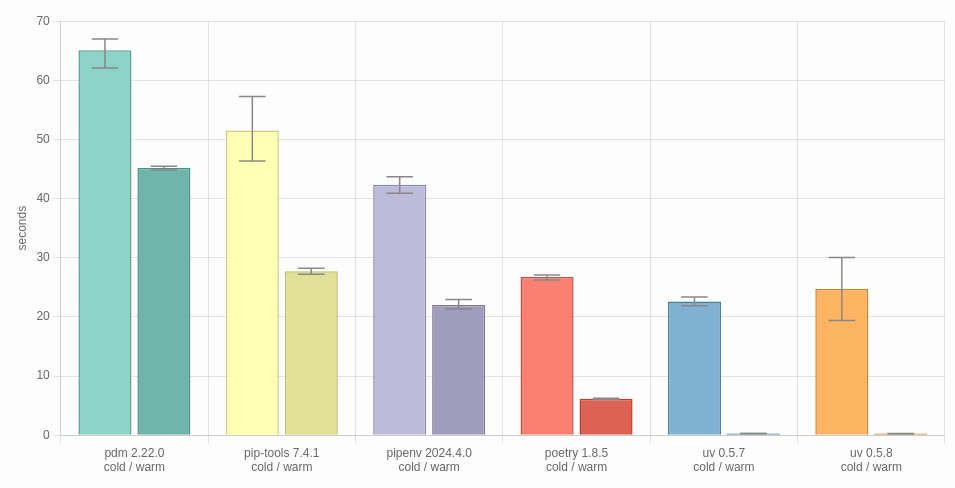 70
60
50
40
30
20
10
0
seconds
pdm 2.22.0
cold / warm
pip-tools 7.4.1
cold / warm
pipenv 2024.4.0
cold / warm
poetry 1.8.5
cold / warm
uv 0.5.7
cold / warm
uv 0.5.8
cold / warm